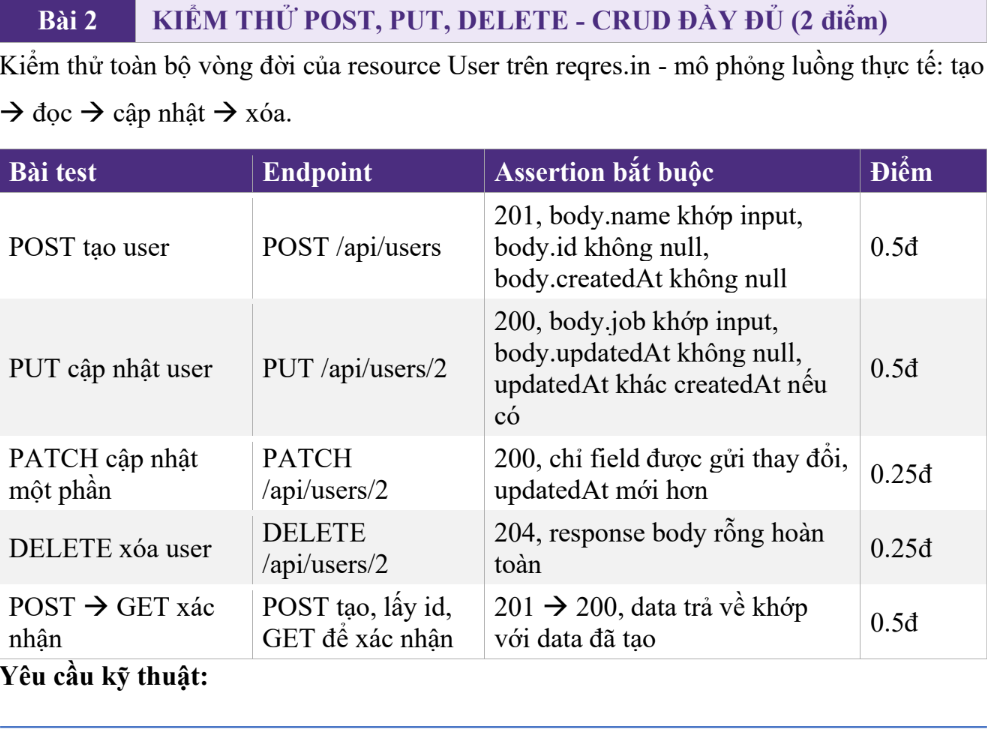 Bài 2 KIỂM THỬ POST, PUT, DELETE - CRUD ĐẦY ĐỦ (2 điểm)
Kiểm thử toàn bộ vòng đời của resource User trên reqres.in - mô phỏng luồng thực tế: tạo
→ đọc → cập nhật → xóa.
Bài test Endpoint Assertion bắt buộc Điểm
POST tạo user POST /api/users 201, body.name khớp input,
body.id không null,
body.createdAt không null 0.5đ
PUT cập nhật user PUT /api/users/2 200, body.job khớp input,
body.updatedAt không null,
updatedAt khác createdAt nếu
có 0.5đ
PATCH cập nhật
một phần
PATCH
/api/users/2
200, chỉ field được gửi thay đổi,
updatedAt mới hơn
0.25đ
DELETE xóa user
DELETE
/api/users/2
204, response body rỗng hoàn
toàn
0.25đ
POST → GET xác
nhận
POST tạo, lấy id,
GET để xác nhận
201 → 200, data trả về khớp
với data đã tạo
0.5đ
Yêu cầu kỹ thuật: